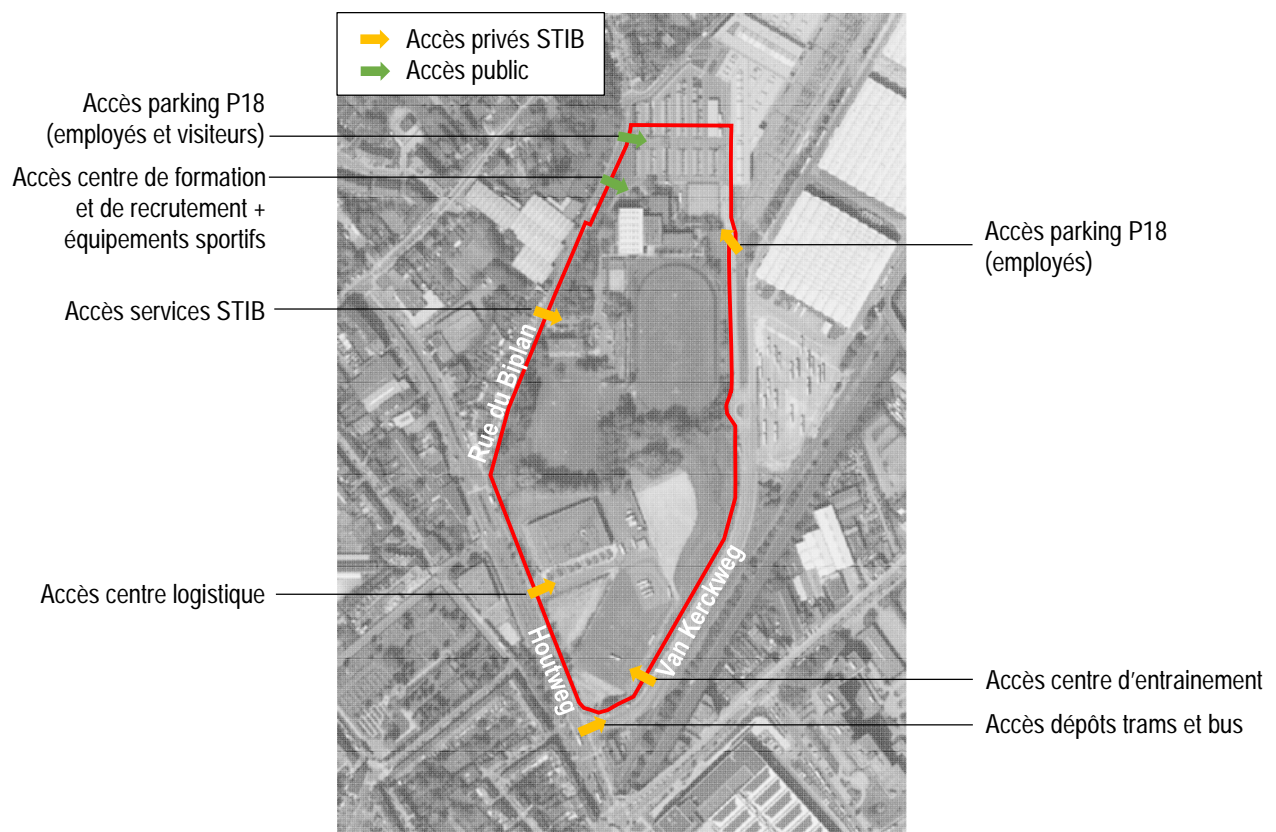 Accès privés STIB
Accès public
Accès parking P18
(employés et visiteurs)
Accès centre de formation
et de recrutement +
équipements sportifs
Accès services STIB
Accès centre logistique
Accès parking P18
(employés)
Accès centre d'entrainement
Accès dépôts trams et bus
Rue du Biplan
Houtweg
Van Kerckweg